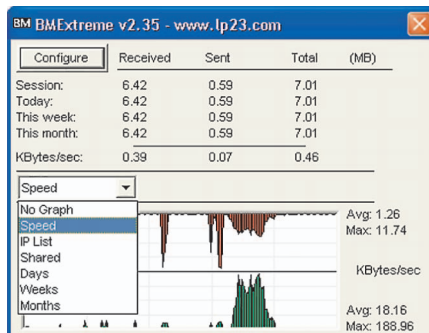 BM BMExtreme v2.35 - www.lp23.com
Configure Received Sent Total (MB)
Session: 6.42 0.59 7.01
Today: 6.42 0.59 7.01
This week: 6.42 0.59 7.01
This month: 6.42 0.59 7.01
KBytes/sec: 0.39 0.07 0.46
Speed
No Graph
Speed
IP List
Shared
Days
Weeks
Months
Avg: 1.26
Max: 11.74
KBytes/sec
Avg: 18.16
Max: 188.96